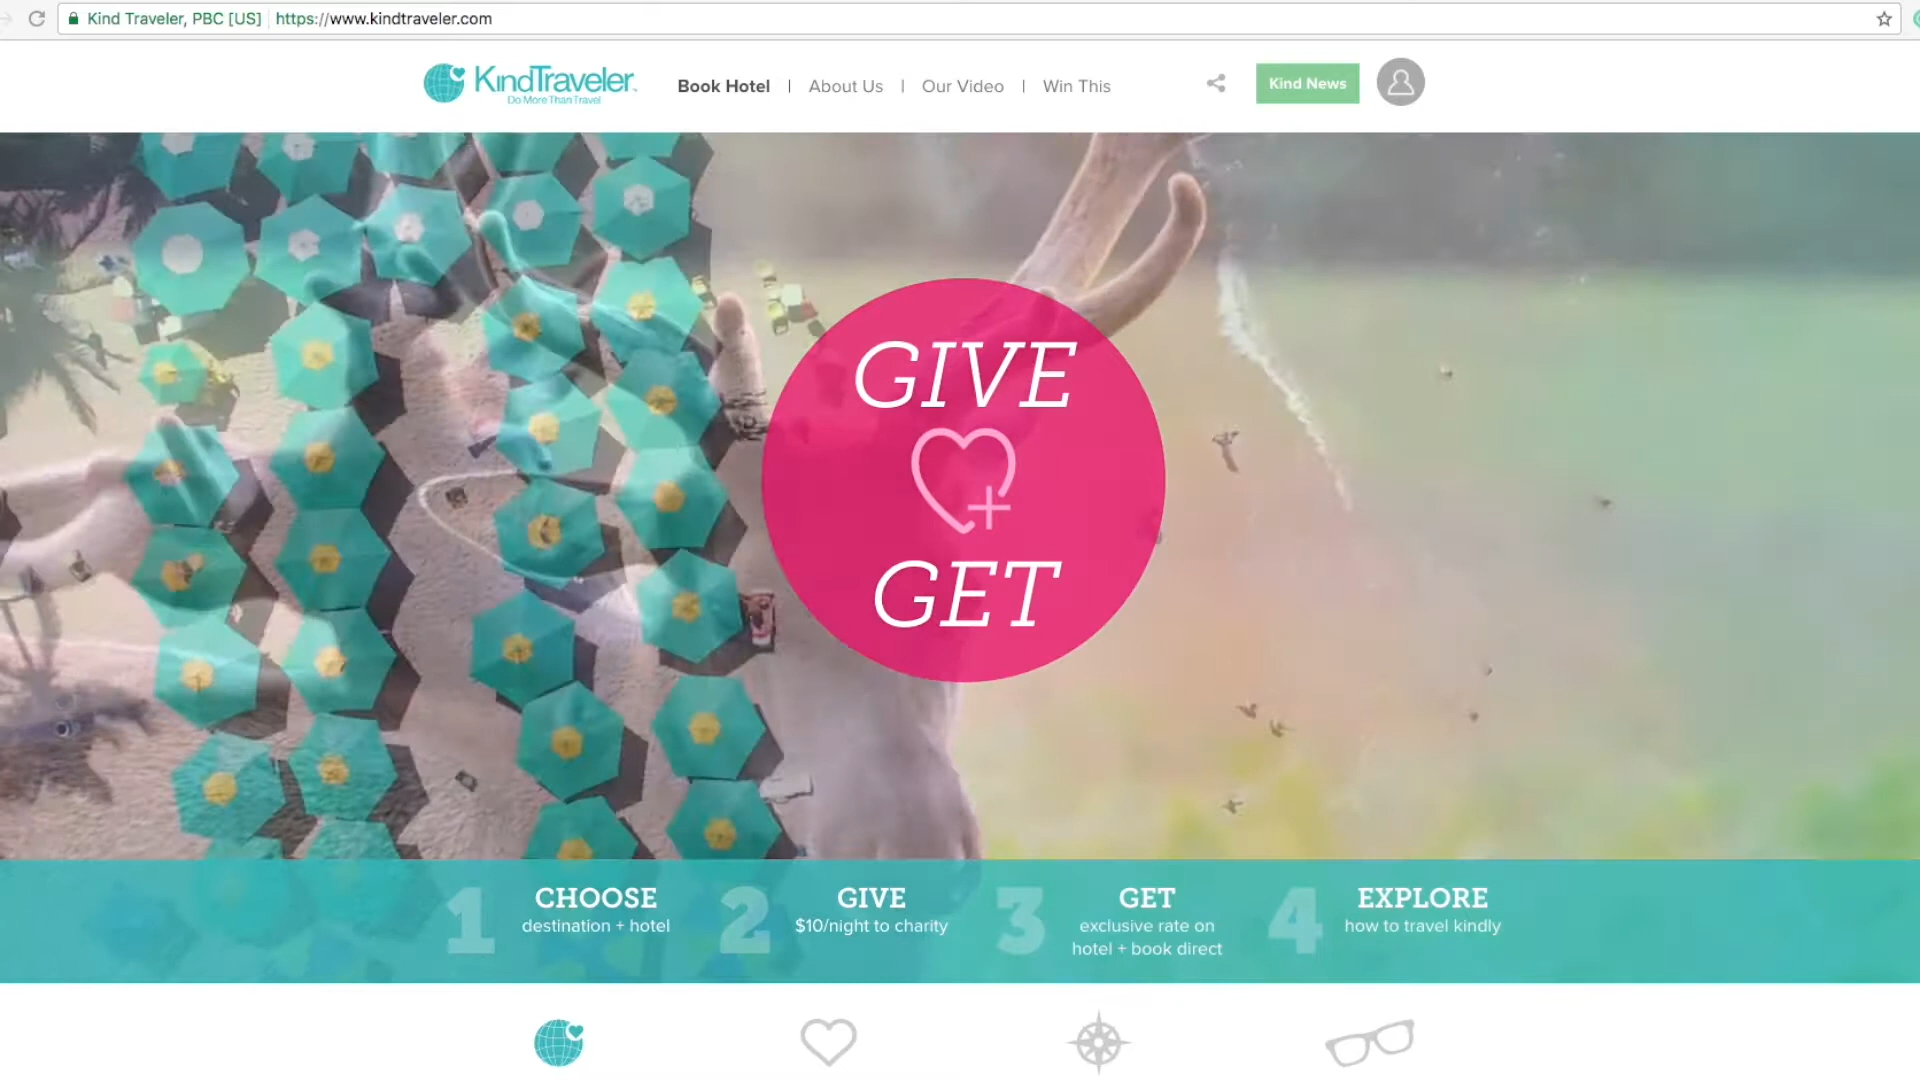 Kind Traveler, PBC [US] https://www.kindtraveler.com
KindTraveler
Do More Than Travel
Book Hotel | About Us | Our Video | Win This
Kind News
GIVE
GET
1 CHOOSE
destination + hotel
2 GIVE
$10/night to charity
3 GET
exclusive rate on
hotel + book direct
4 EXPLORE
how to travel kindly